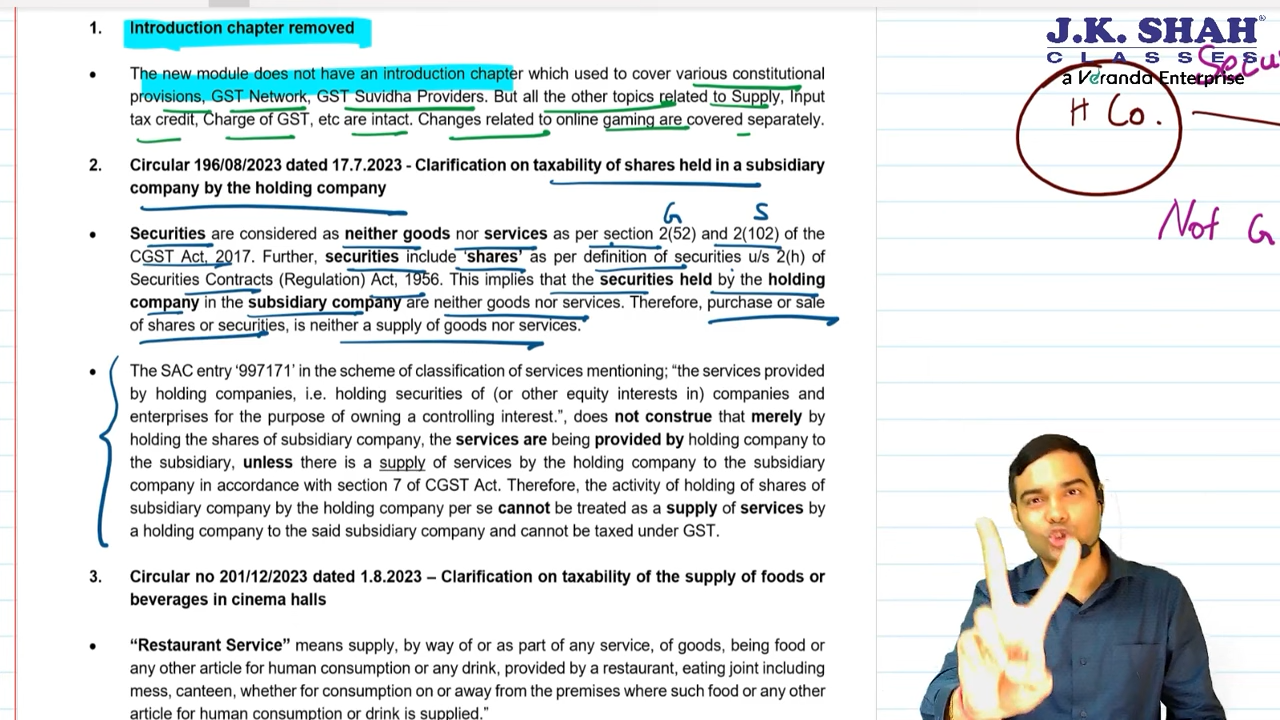 1. Introduction chapter removed
• The new module does not have an introduction chapter which used to cover various constitutional
provisions, GST Network, GST Suvidha Providers. But all the other topics related to Supply, Input
tax credit, Charge of GST, etc are intact. Changes related to online gaming are covered separately.
2. Circular 196/08/2023 dated 17.7.2023 - Clarification on taxability of shares held in a subsidiary
company by the holding company
G S
• Securities are considered as neither goods nor services as per section 2(52) and 2(102) of the
CGST Act, 2017. Further, securities include 'shares' as per definition of securities u/s 2(h) of
Securities Contracts (Regulation) Act, 1956. This implies that the securities held by the holding
company in the subsidiary company are neither goods nor services. Therefore, purchase or sale
of shares or securities, is neither a supply of goods nor services.
• The SAC entry '997171' in the scheme of classification of services mentioning; "the services provided
by holding companies, i.e. holding securities of (or other equity interests in) companies and
enterprises for the purpose of owning a controlling interest.", does not construe that merely by
holding the shares of subsidiary company, the services are being provided by holding company to
the subsidiary, unless there is a supply of services by the holding company to the subsidiary
company in accordance with section 7 of CGST Act. Therefore, the activity of holding of shares of
subsidiary company by the holding company per se cannot be treated as a supply of services by
a holding company to the said subsidiary company and cannot be taxed under GST.
3. Circular no 201/12/2023 dated 1.8.2023 – Clarification on taxability of the supply of foods or
beverages in cinema halls
• "Restaurant Service" means supply, by way of or as part of any service, of goods, being food or
any other article for human consumption or any drink, provided by a restaurant, eating joint including
mess, canteen, whether for consumption on or away from the premises where such food or any other
article for human consumption or drink is supplied."
J.K. SHAH®
CLASSES
a Veranda Enterprise
Secu
H Co.
Not G